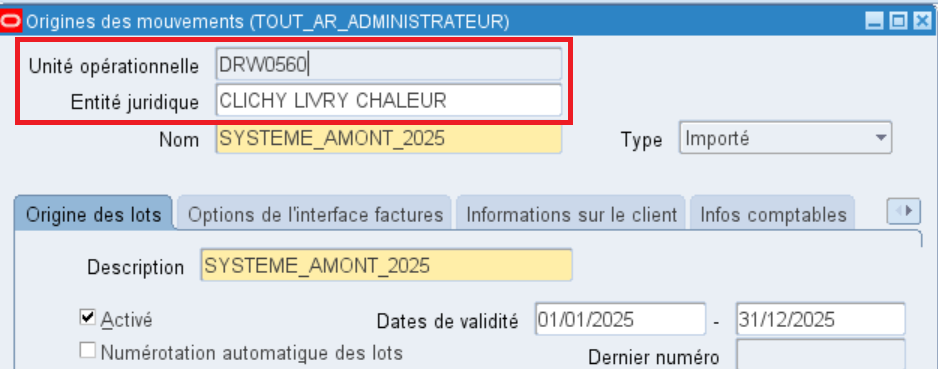 Origines des mouvements (TOUT_AR_ADMINISTRATEUR)
Unité opérationnelle DRW0560
Entité juridique CLICHY LIVRY CHALEUR
Nom SYSTEME_AMONT_2025 Type Importé
Origine des lots Options de l'interface factures Informations sur le client Infos comptables
Description SYSTEME_AMONT_2025
Activé Dates de validité 01/01/2025 - 31/12/2025
Numérotation automatique des lots Dernier numéro